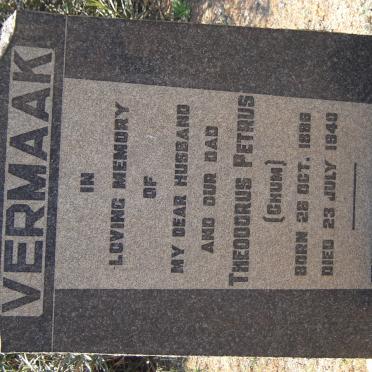 VERMAAK
IN
LOVING MEMORY
OF
MY DEAR HUSBAND
AND OUR DAD
THEODORUS PETRUS
(CHUM)
BORN 26 OCT. 1886
DIED 23 JULY 1940